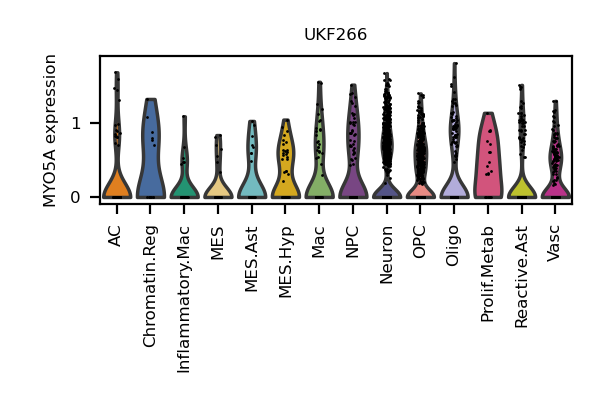 UKF266
MYO5A expression
1
0
AC
Chromatin.Reg
Inflammatory.Mac
MES
MES.Ast
MES.Hyp
Mac
NPC
Neuron
OPC
Oligo
Prolif.Metab
Reactive.Ast
Vasc